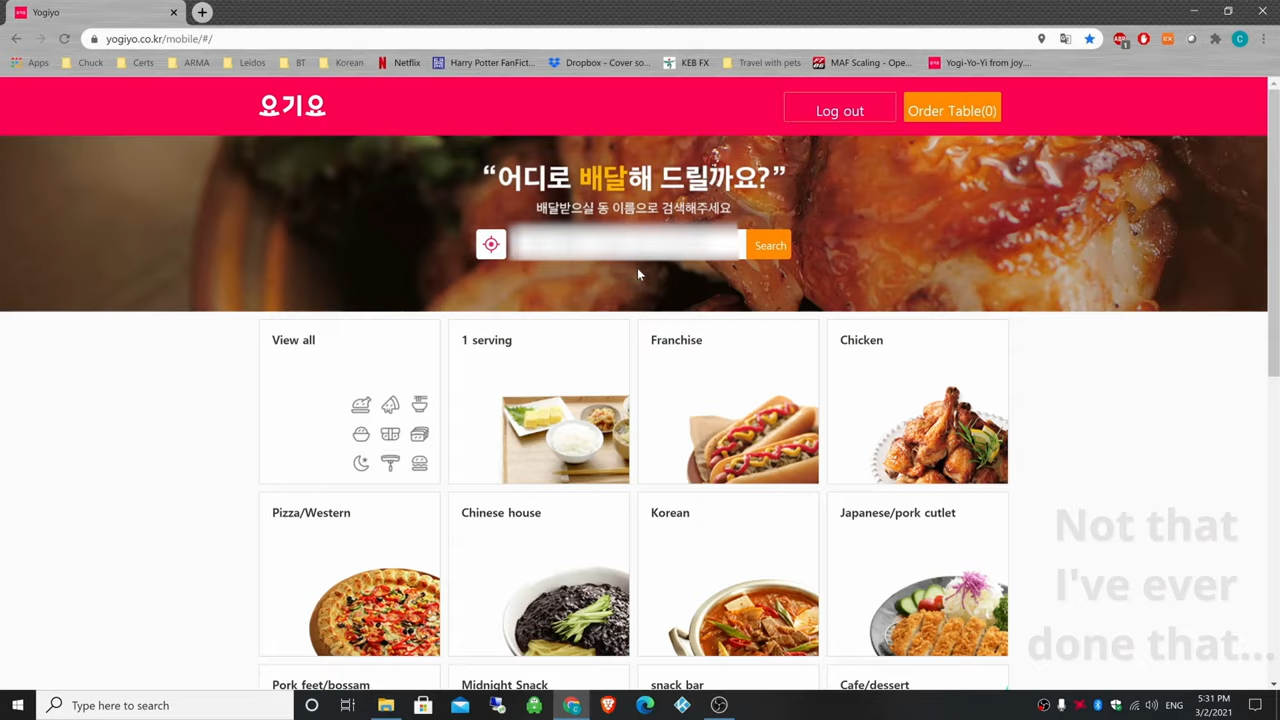 Yogiyo
yogiyo.co.kr/mobile/#/
Apps
Chuck
Certs
ARMA
Leidos
BT
Korean
Netflix
Harry Potter FanFict...
Dropbox - Cover so...
KEB FX
Travel with pets
MAF Scaling - Ope...
Yogi-Yo-Yi from joy....
요기요
Log out
Order Table(0)
“어디로 배달해 드릴까요?”
배달받으실 동 이름으로 검색해주세요
Search
View all
1 serving
Franchise
Chicken
Pizza/Western
Chinese house
Korean
Japanese/pork cutlet
Pork feet/bossam
Midnight Snack
snack bar
Cafe/dessert
Not that
I've ever
done that...
Type here to search
ENG
5:31 PM
3/2/2021